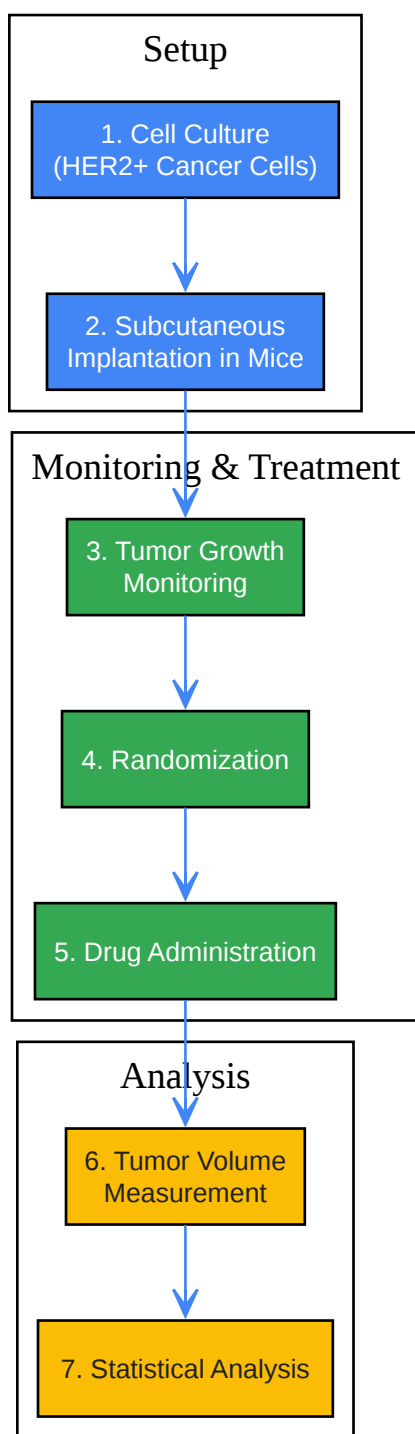 Setup
1. Cell Culture
(HER2+ Cancer Cells)
2. Subcutaneous
Implantation in Mice
Monitoring & Treatment
3. Tumor Growth
Monitoring
4. Randomization
5. Drug Administration
Analysis
6. Tumor Volume
Measurement
7. Statistical Analysis